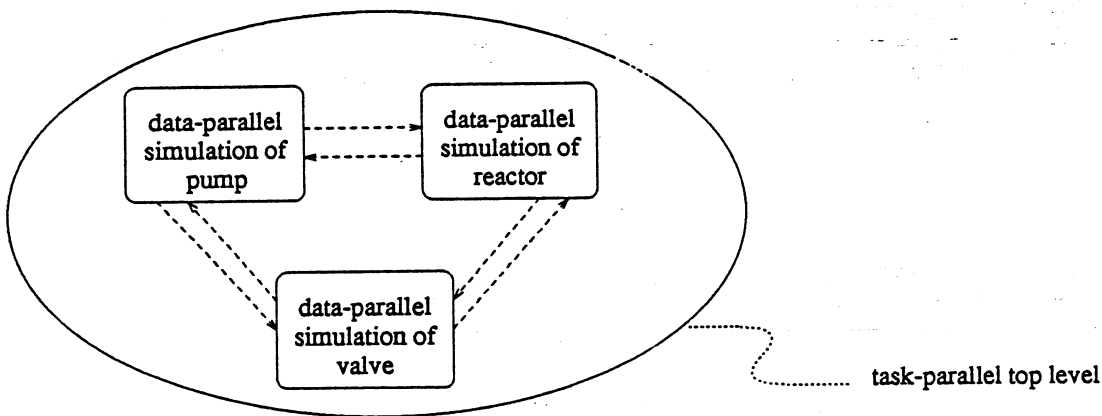 data-parallel
simulation of
pump
data-parallel
simulation of
reactor
data-parallel
simulation of
valve
task-parallel top level